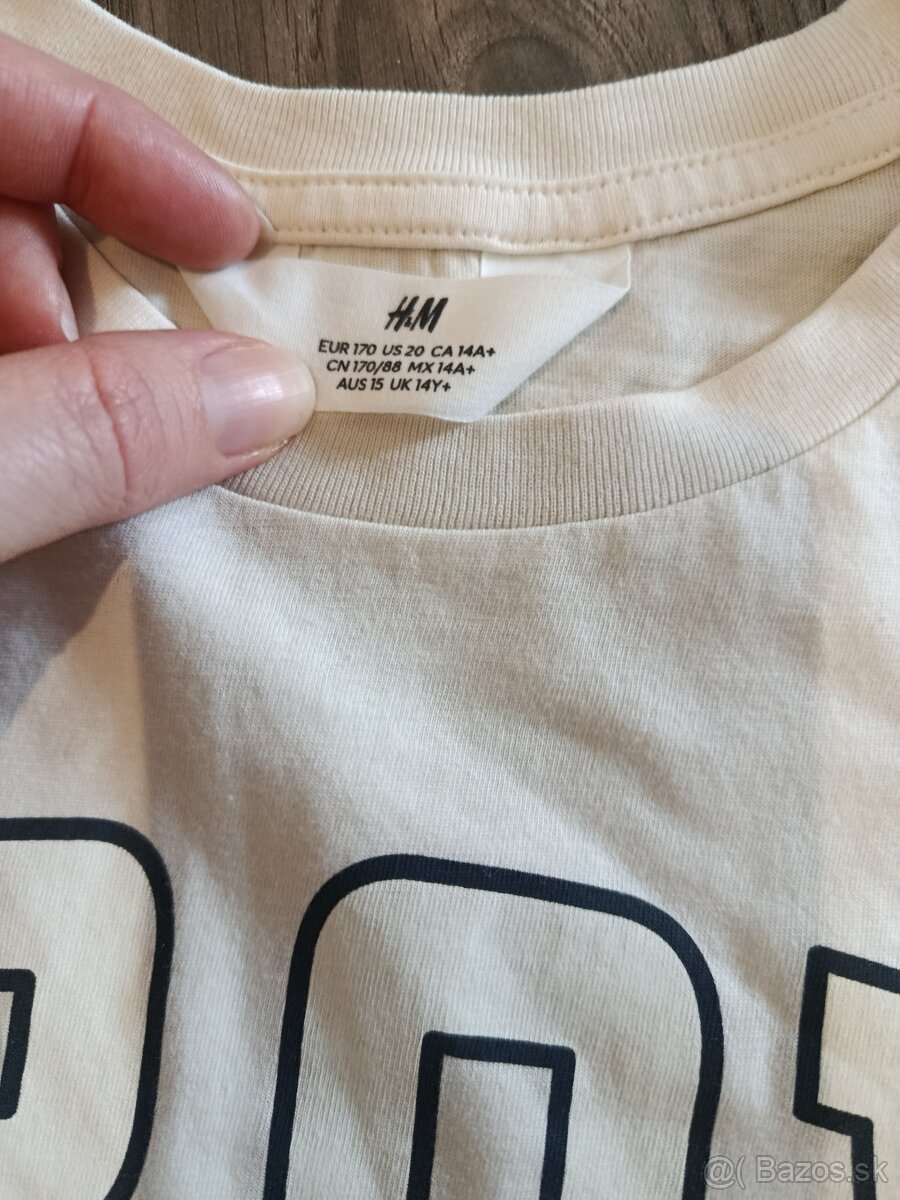 H&M
EUR 170 US 20 CA 14A+
CN 170/88 MX 14A+
AUS 15 UK 14Y+
@( Bazos.sk